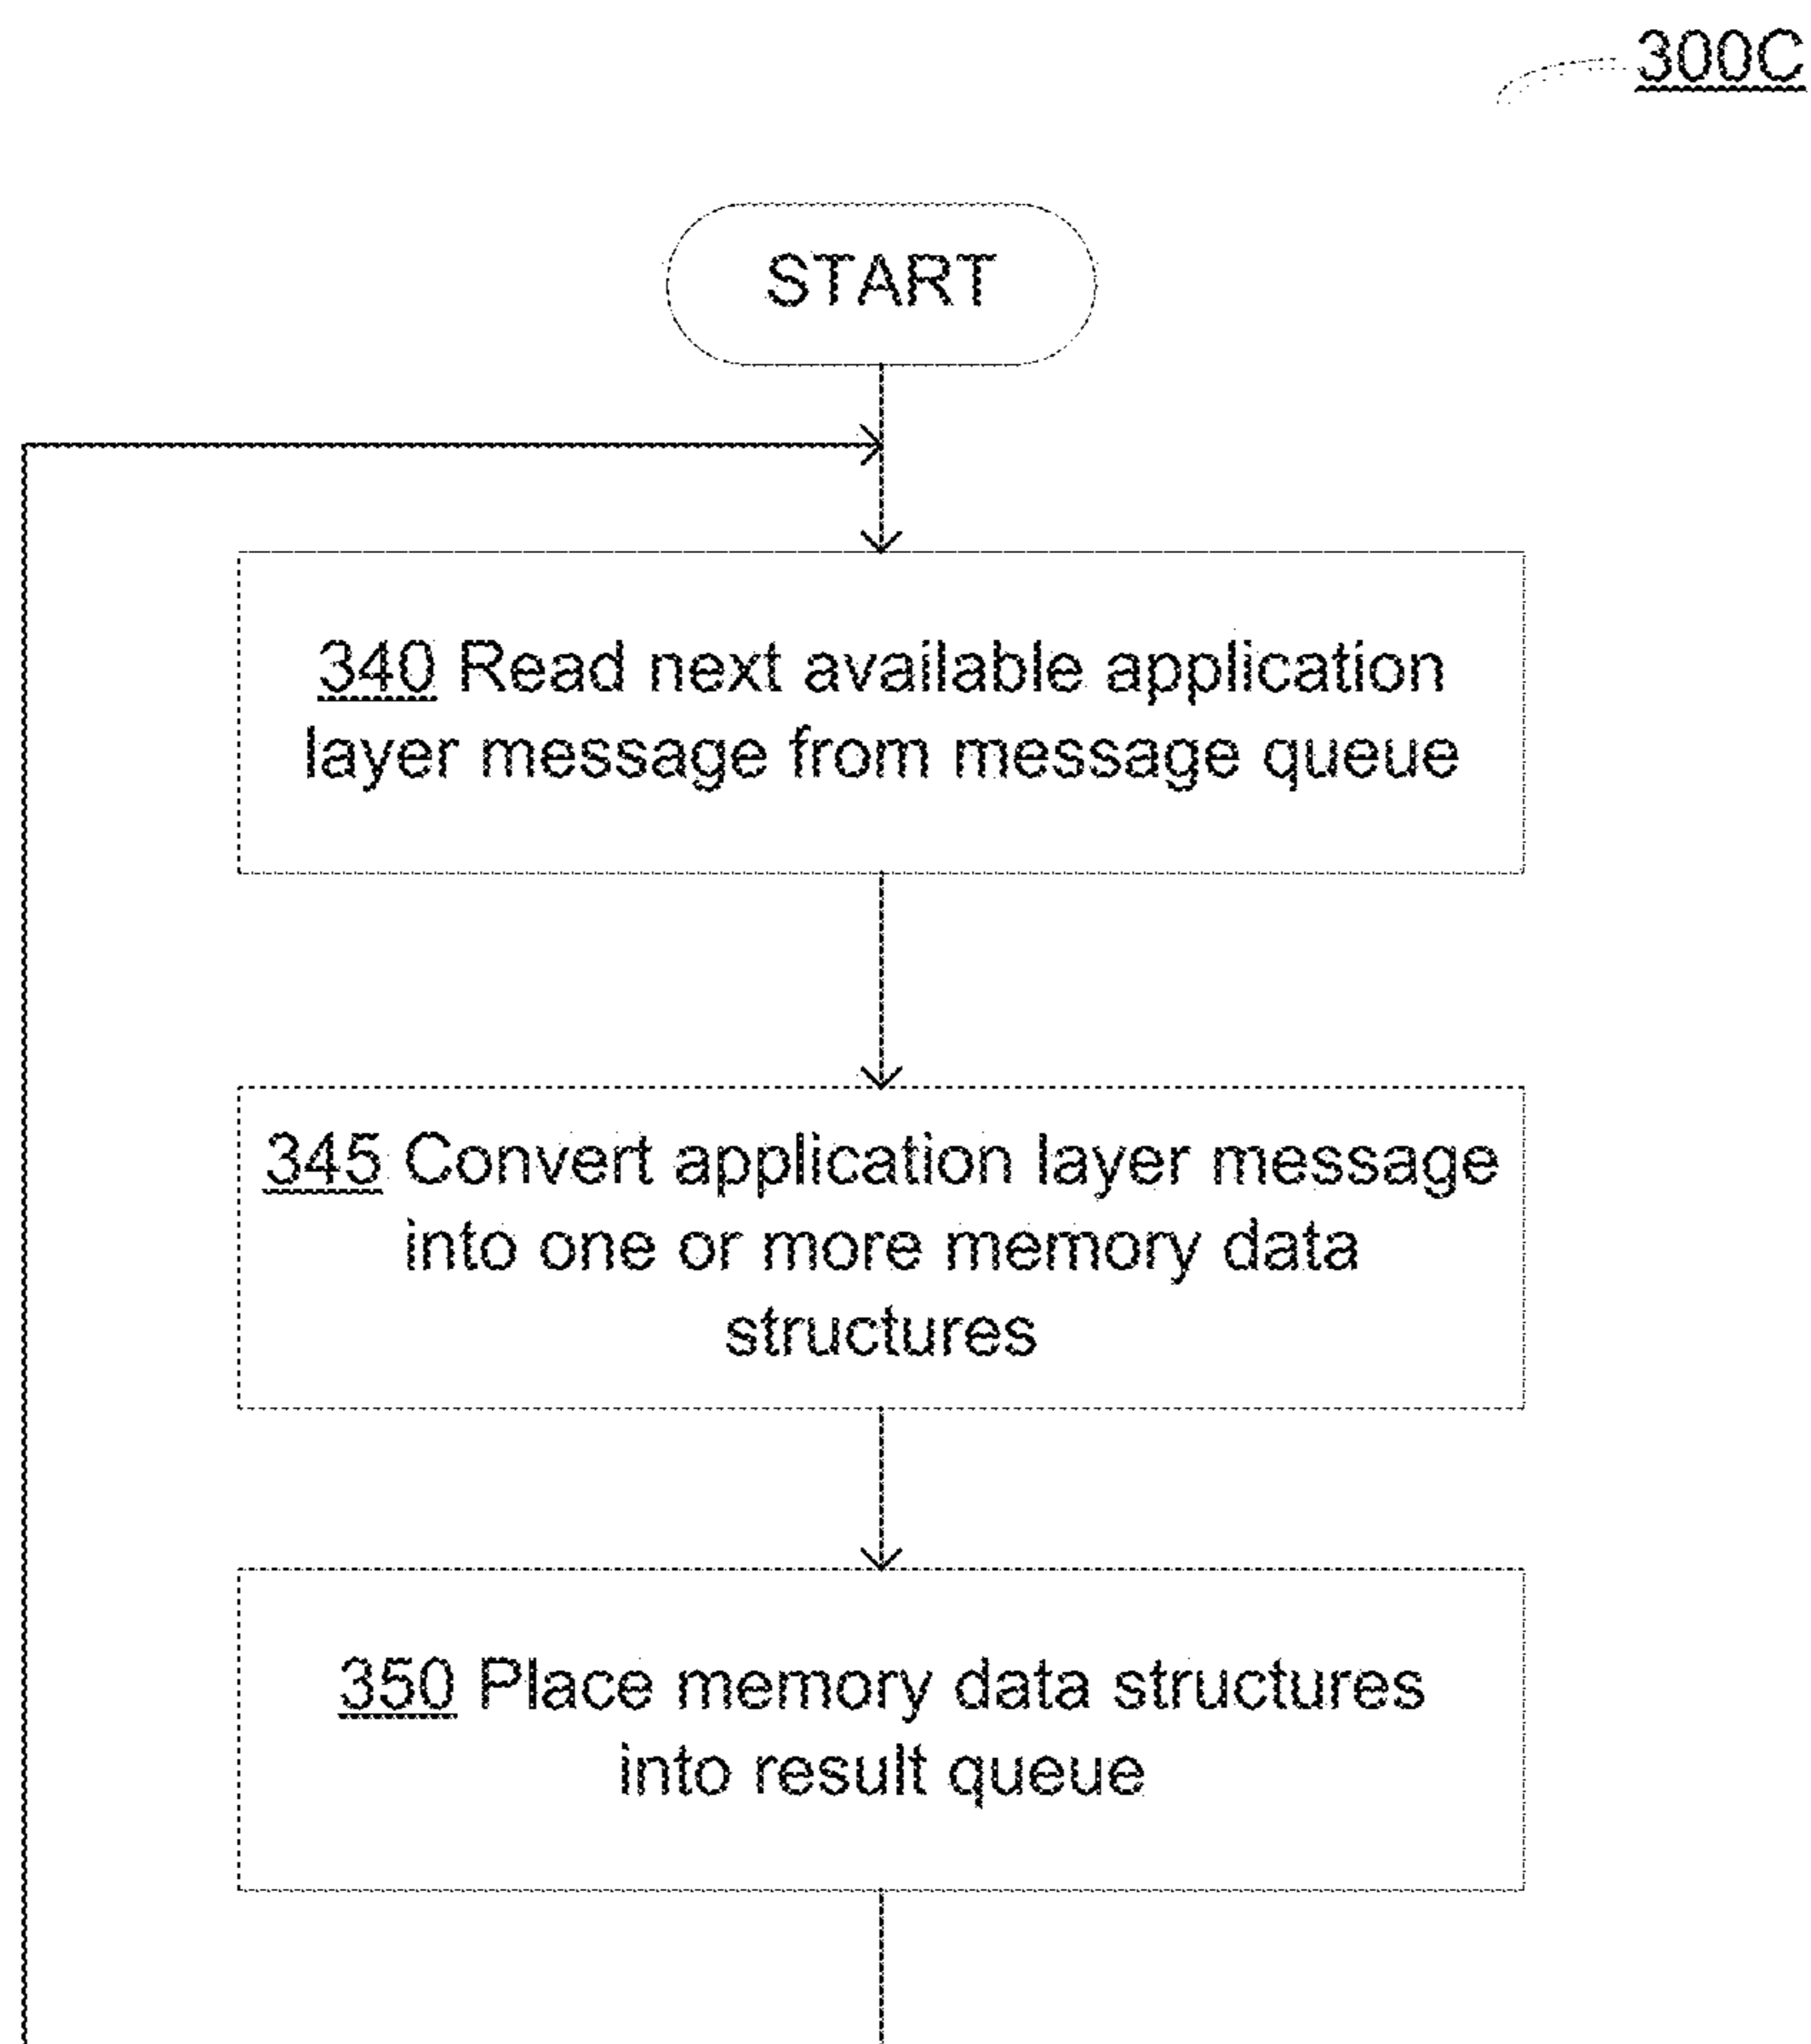 300C
START
340 Read next available application
layer message from message queue
345 Convert application layer message
into one or more memory data
structures
350 Place memory data structures
into result queue